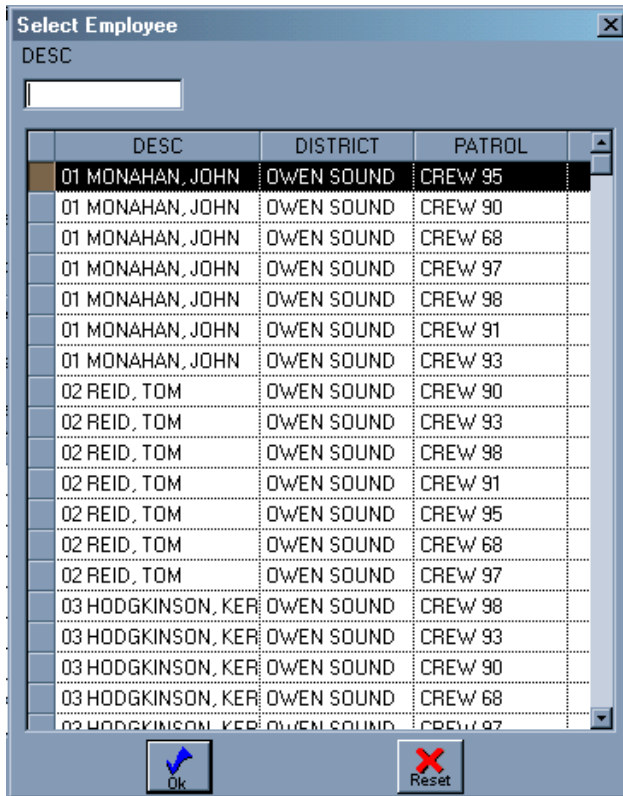 Select Employee
DESC
DESC DISTRICT PATROL
01 MONAHAN, JOHN OWEN SOUND CREW 95
01 MONAHAN, JOHN OWEN SOUND CREW 90
01 MONAHAN, JOHN OWEN SOUND CREW 68
01 MONAHAN, JOHN OWEN SOUND CREW 97
01 MONAHAN, JOHN OWEN SOUND CREW 98
01 MONAHAN, JOHN OWEN SOUND CREW 91
01 MONAHAN, JOHN OWEN SOUND CREW 93
02 REID, TOM OWEN SOUND CREW 90
02 REID, TOM OWEN SOUND CREW 93
02 REID, TOM OWEN SOUND CREW 98
02 REID, TOM OWEN SOUND CREW 91
02 REID, TOM OWEN SOUND CREW 95
02 REID, TOM OWEN SOUND CREW 68
02 REID, TOM OWEN SOUND CREW 97
03 HODGKINSON, KER OWEN SOUND CREW 98
03 HODGKINSON, KER OWEN SOUND CREW 93
03 HODGKINSON, KER OWEN SOUND CREW 90
03 HODGKINSON, KER OWEN SOUND CREW 68
03 HODGKINSON, KER OWEN SOUND CREW 97
Ok Reset